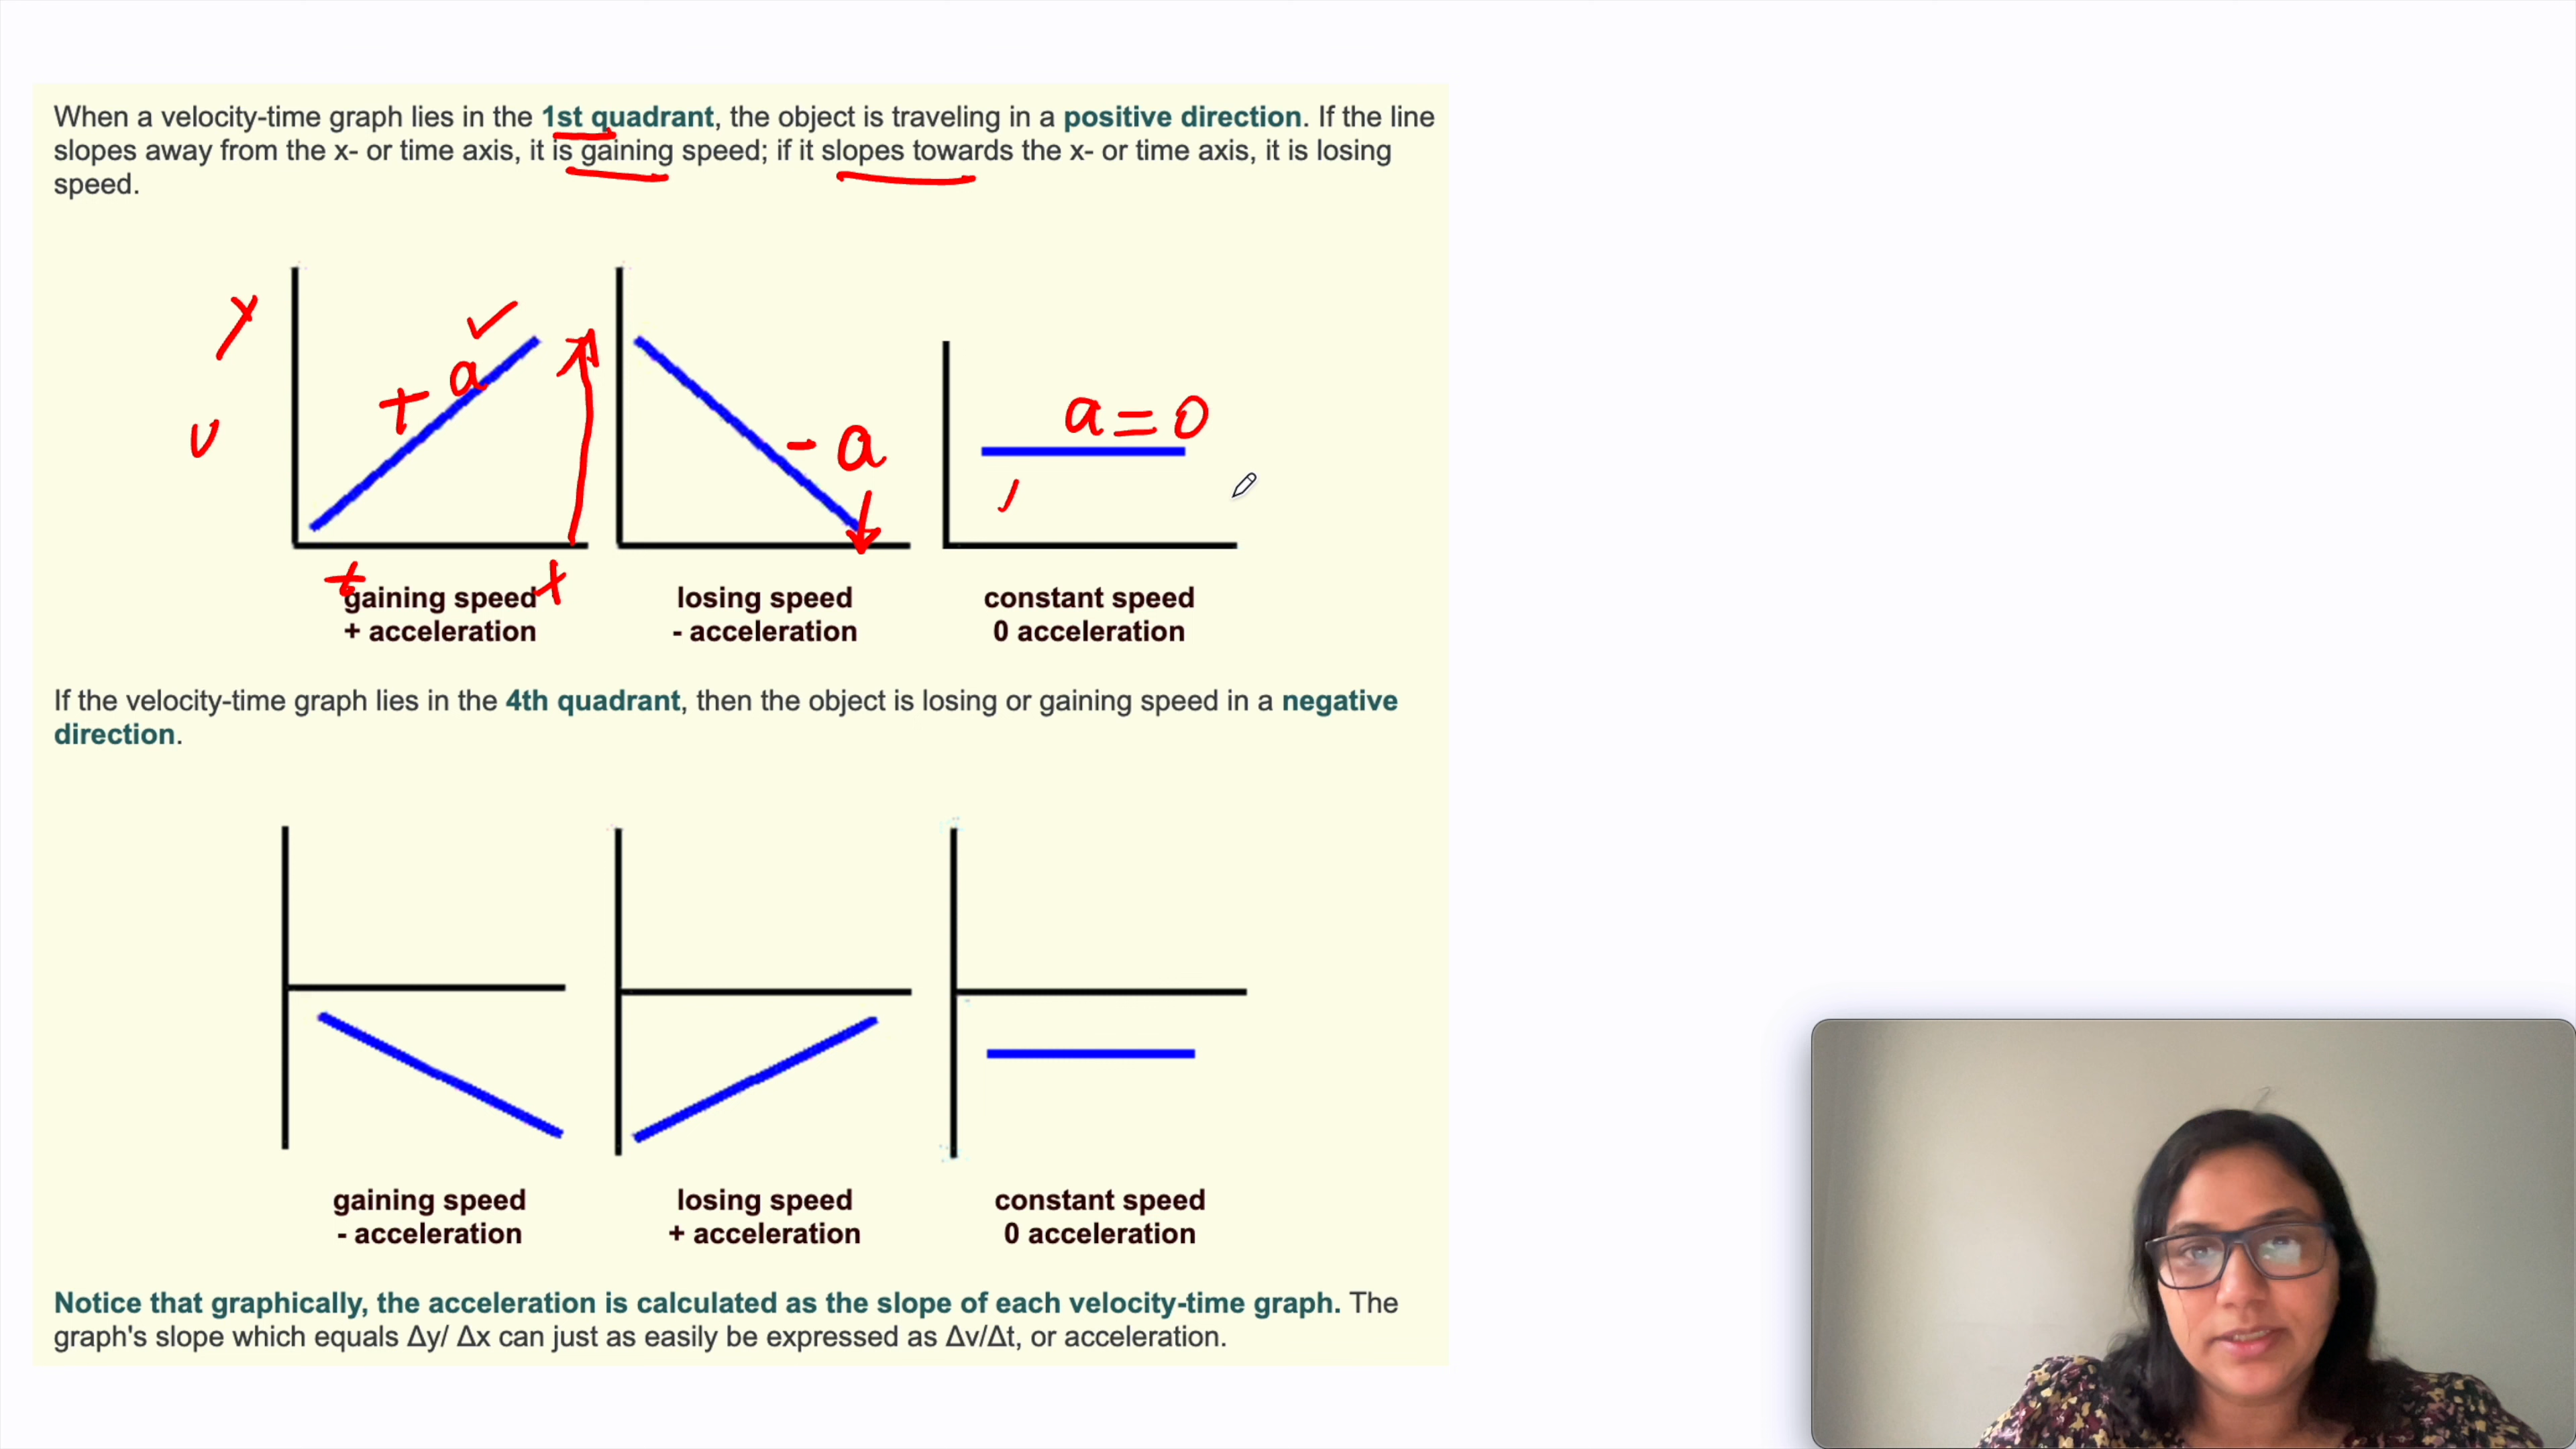 When a velocity-time graph lies in the 1st quadrant, the object is traveling in a positive direction. If the line
slopes away from the x- or time axis, it is gaining speed; if it slopes towards the x- or time axis, it is losing
speed.
y
v
+ a
- a
a = 0
t
x
gaining speed
+ acceleration
losing speed
- acceleration
constant speed
0 acceleration
If the velocity-time graph lies in the 4th quadrant, then the object is losing or gaining speed in a negative
direction.
gaining speed
- acceleration
losing speed
+ acceleration
constant speed
0 acceleration
Notice that graphically, the acceleration is calculated as the slope of each velocity-time graph. The
graph's slope which equals Δy/ Δx can just as easily be expressed as Δv/Δt, or acceleration.